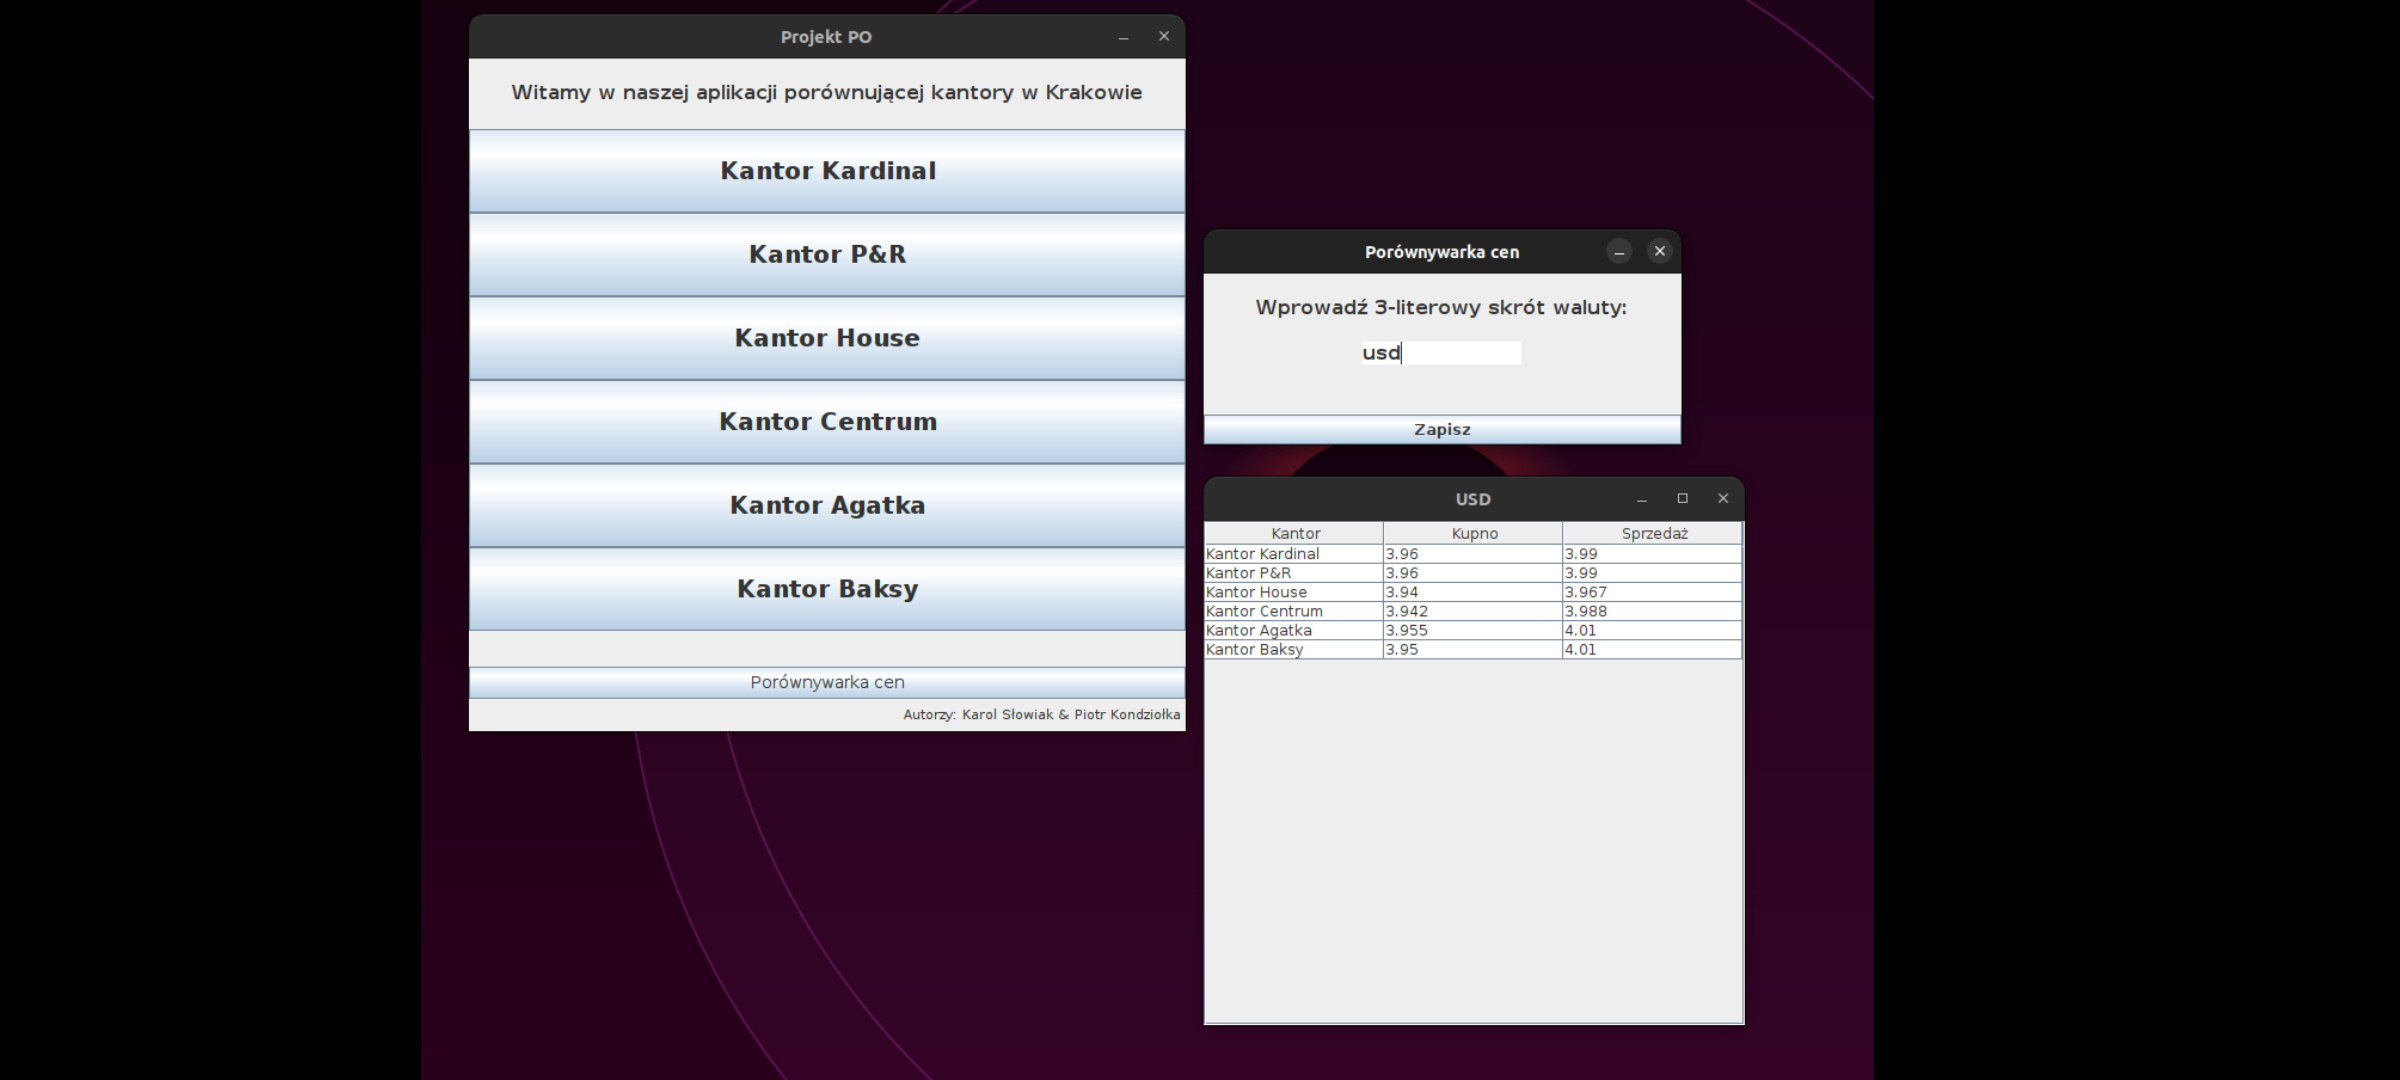 Projekt PO
Witamy w naszej aplikacji porównującej kantory w Krakowie
Kantor Kardinal
Kantor P&R
Kantor House
Kantor Centrum
Kantor Agatka
Kantor Baksy
Porównywarka cen
Autorzy: Karol Słowiak & Piotr Kondziołka
Porównywarka cen
Wprowadź 3-literowy skrót waluty:
usd
Zapisz
USD
Kantor Kupno Sprzedaż
Kantor Kardinal 3.96 3.99
Kantor P&R 3.96 3.99
Kantor House 3.94 3.967
Kantor Centrum 3.942 3.988
Kantor Agatka 3.955 4.01
Kantor Baksy 3.95 4.01